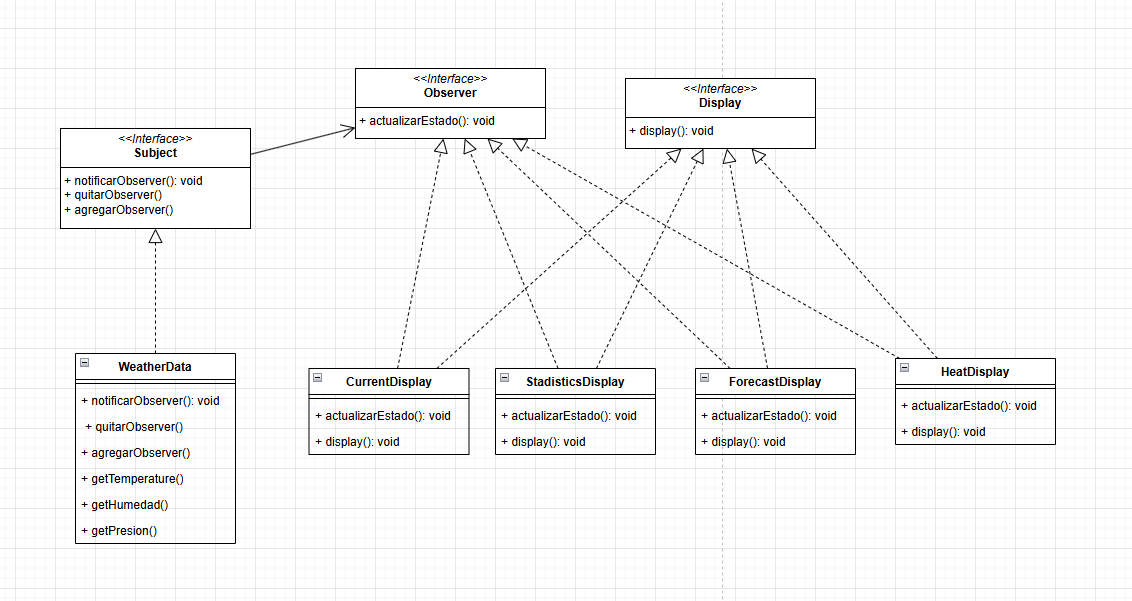 <<Interface>>
Observer
+ actualizarEstado(): void
<<Interface>>
Display
+ display(): void
<<Interface>>
Subject
+ notificarObserver(): void
+ quitarObserver()
+ agregarObserver()
WeatherData
+ notificarObserver(): void
+ quitarObserver()
+ agregarObserver()
+ getTemperature()
+ getHumedad()
+ getPresion()
CurrentDisplay
+ actualizarEstado(): void
+ display(): void
StadisticsDisplay
+ actualizarEstado(): void
+ display(): void
ForecastDisplay
+ actualizarEstado(): void
+ display(): void
HeatDisplay
+ actualizarEstado(): void
+ display(): void